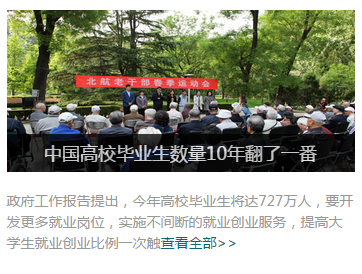 北航老干部春季运动会
中国高校毕业生数量10年翻了一番
政府工作报告提出，今年高校毕业生将达727万人，要开
发更多就业岗位，实施不间断的就业创业服务，提高大
学生就业创业比例一次触查看全部>>